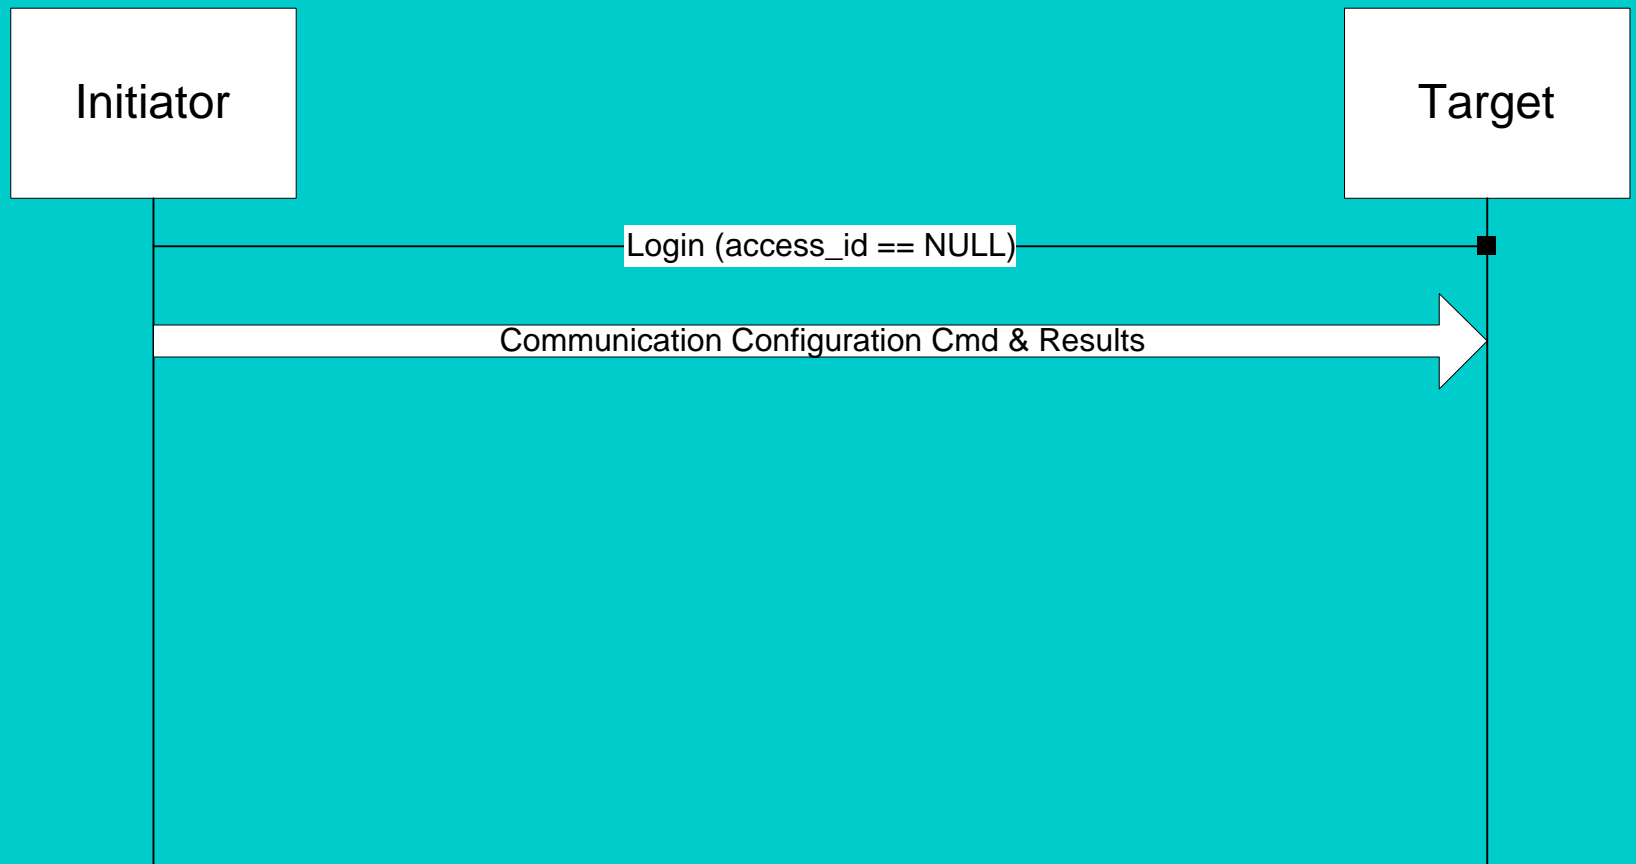 Initiator
Target
Login (access_id == NULL)
Communication Configuration Cmd & Results